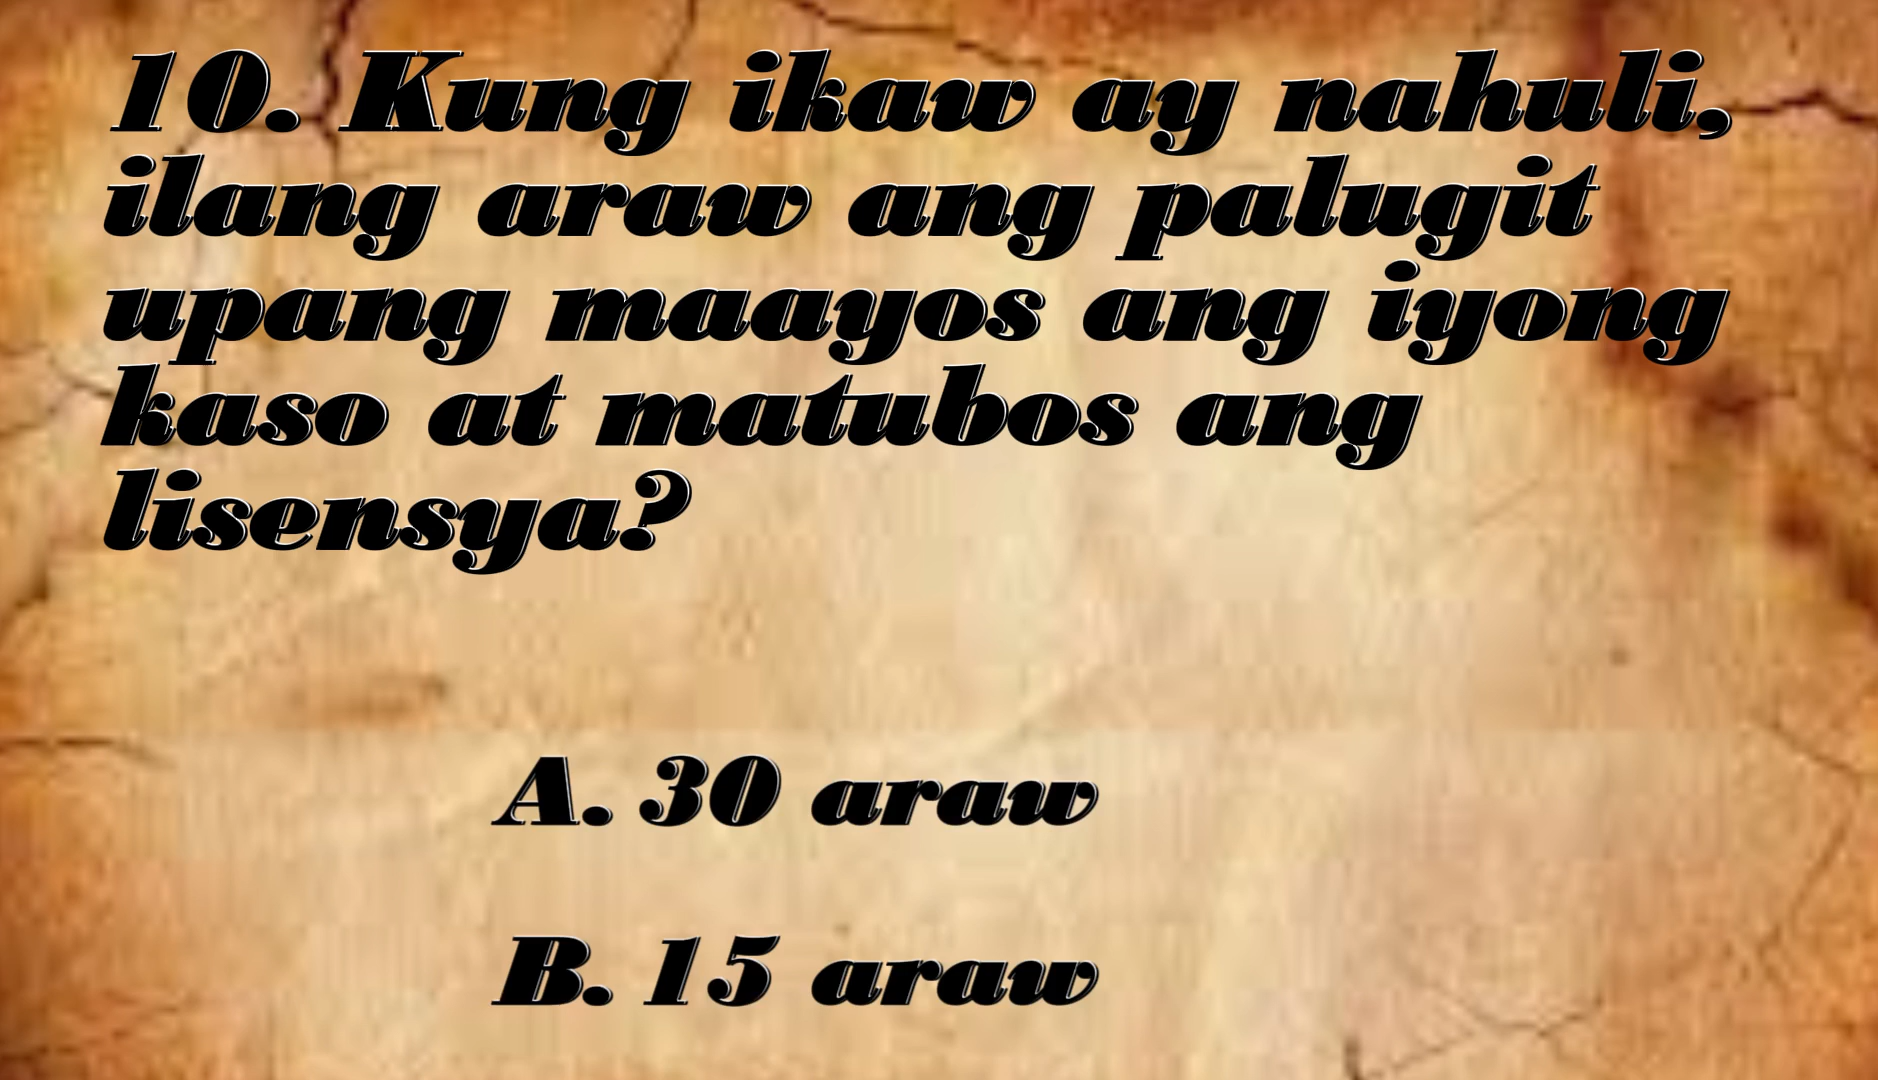 10. Kung ikaw ay nahuli,
ilang araw ang palugit
upang maayos ang iyong
kaso at matubos ang
lisensya?
A. 30 araw
B. 15 araw